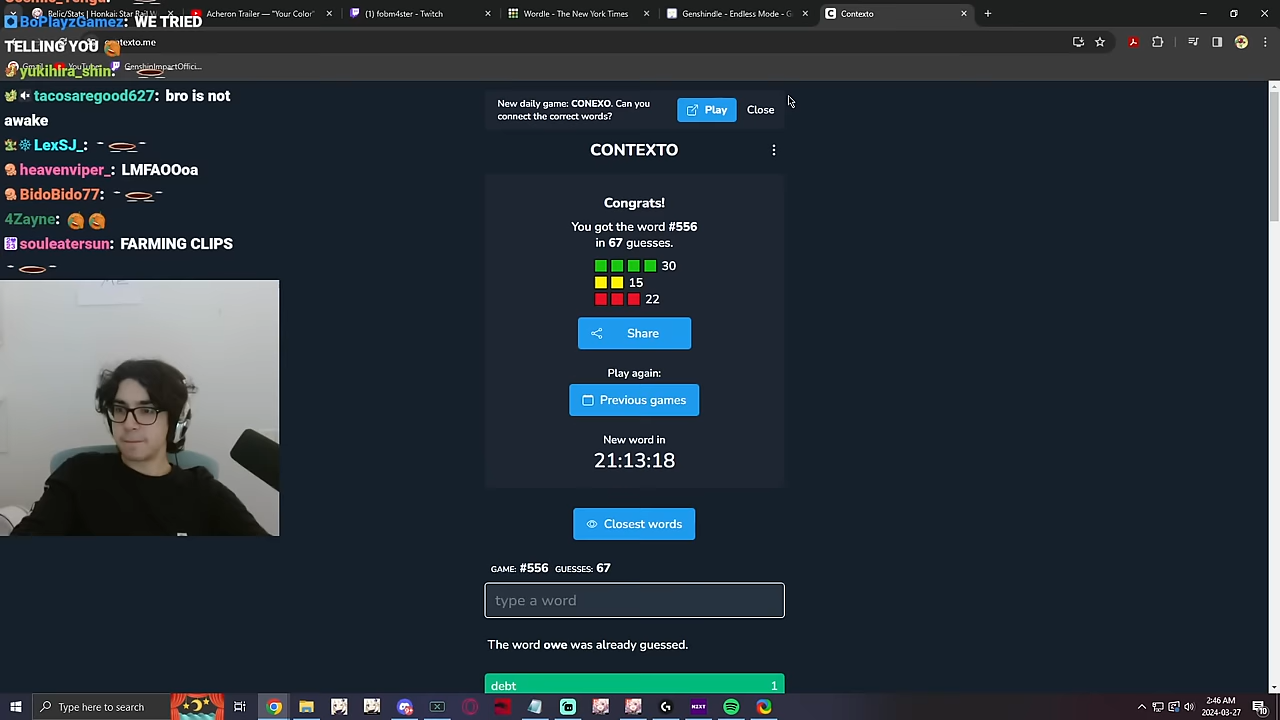 BoPlayzGamez: WE TRIED
TELLING YOU
yukihira_shin:
tacosaregood627: bro is not
awake
LexSJ_:
heavenviper_: LMFAOOoa
BidoBido77:
4Zayne:
souleatersun: FARMING CLIPS
Acheron Trailer — "Your Color
(1) fobm4ster - Twitch
Wordle - The New York Times
Contexto
New daily game: CONEXO. Can you
connect the correct words?
Play
Close
CONTEXTO
Congrats!
You got the word #556
in 67 guesses.
30
15
22
Share
Play again:
Previous games
New word in
21:13:18
Closest words
GAME: #556 GUESSES: 67
type a word
The word owe was already guessed.
debt 1
Type here to search
2:46 AM
2024-03-27